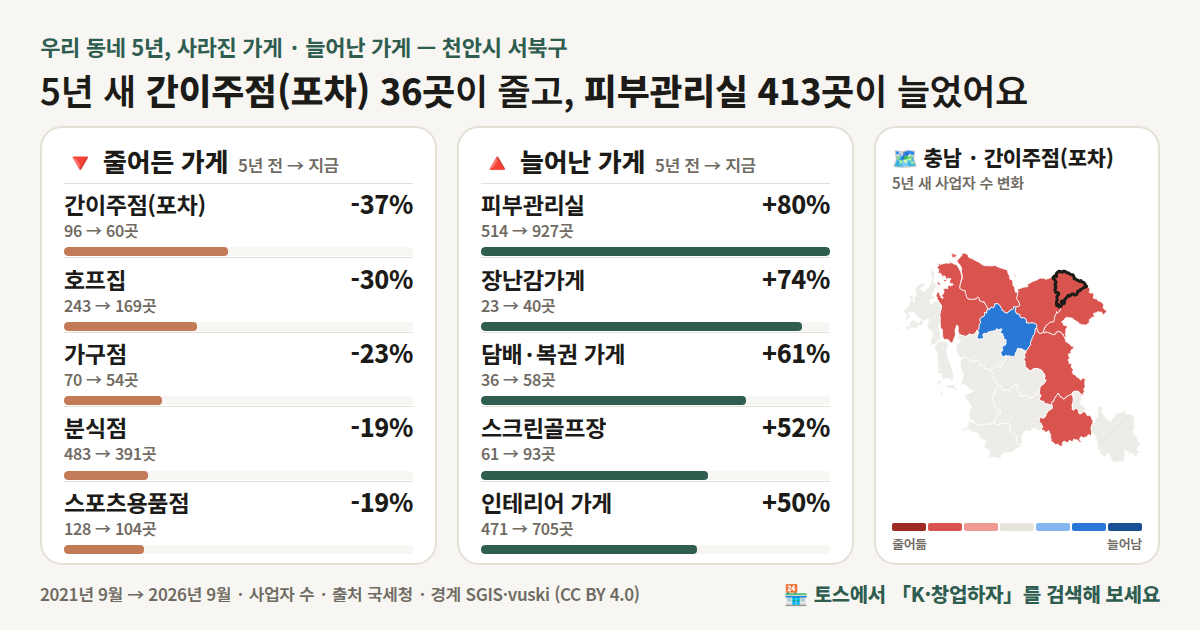 우리 동네 5년, 사라진 가게 · 늘어난 가게 — 천안시 서북구
5년 새 간이주점(포차) 36곳이 줄고, 피부관리실 413곳이 늘었어요
줄어든 가게 5년 전 → 지금
간이주점(포차) -37%
96 → 60곳
호프집 -30%
243 → 169곳
가구점 -23%
70 → 54곳
분식점 -19%
483 → 391곳
스포츠용품점 -19%
128 → 104곳
늘어난 가게 5년 전 → 지금
피부관리실 +80%
514 → 927곳
장난감가게 +74%
23 → 40곳
담배·복권 가게 +61%
36 → 58곳
스크린골프장 +52%
61 → 93곳
인테리어 가게 +50%
471 → 705곳
충남 · 간이주점(포차)
5년 새 사업자 수 변화
줄어듦 늘어남
2021년 9월 → 2026년 9월 · 사업자 수 · 출처 국세청 · 경계 SGIS·vuski (CC BY 4.0)
24 토스에서 「K·창업하자」를 검색해 보세요